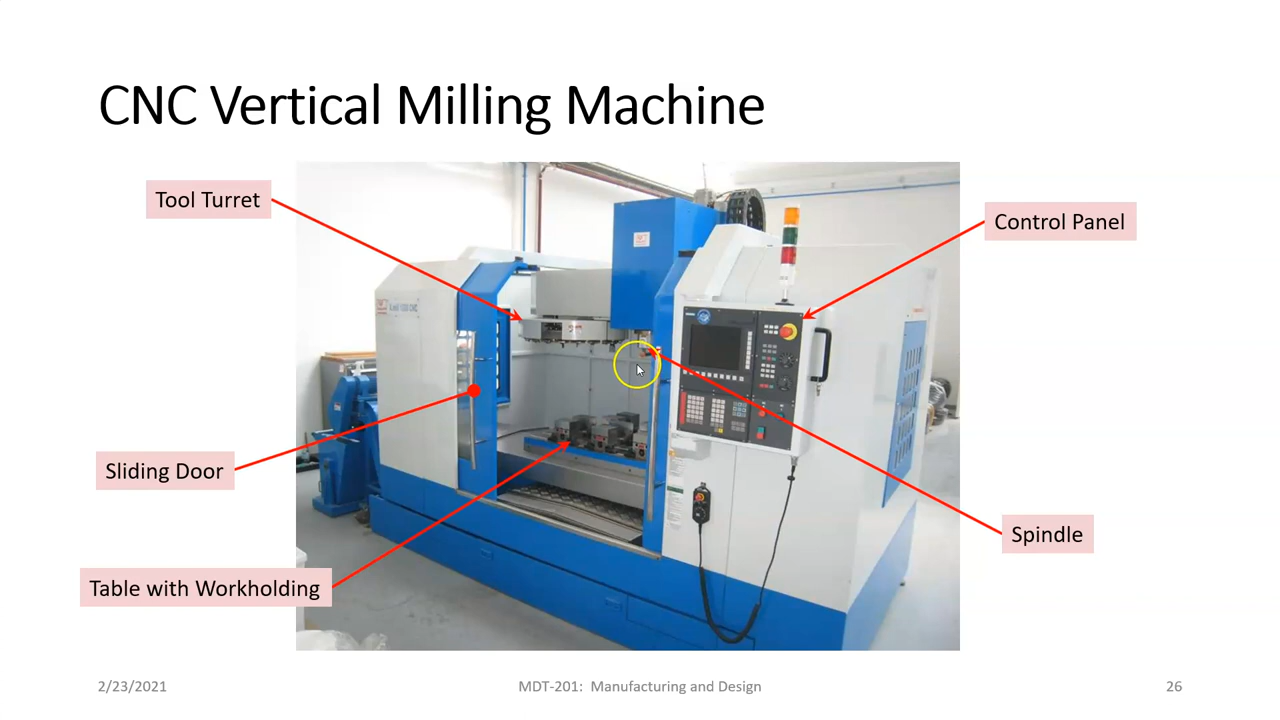 CNC Vertical Milling Machine
Tool Turret
Control Panel
Sliding Door
Spindle
Table with Workholding
2/23/2021
MDT-201:  Manufacturing and Design
26